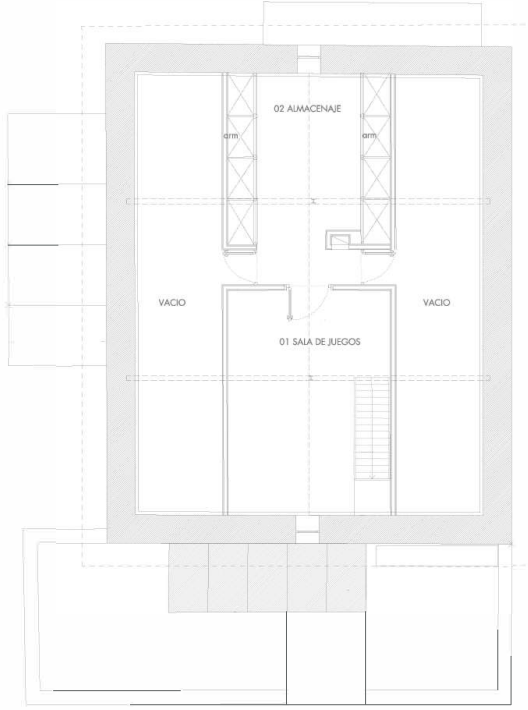 02 ALMACENAJE
arm
arm
VACIO
VACIO
01 SALA DE JUEGOS